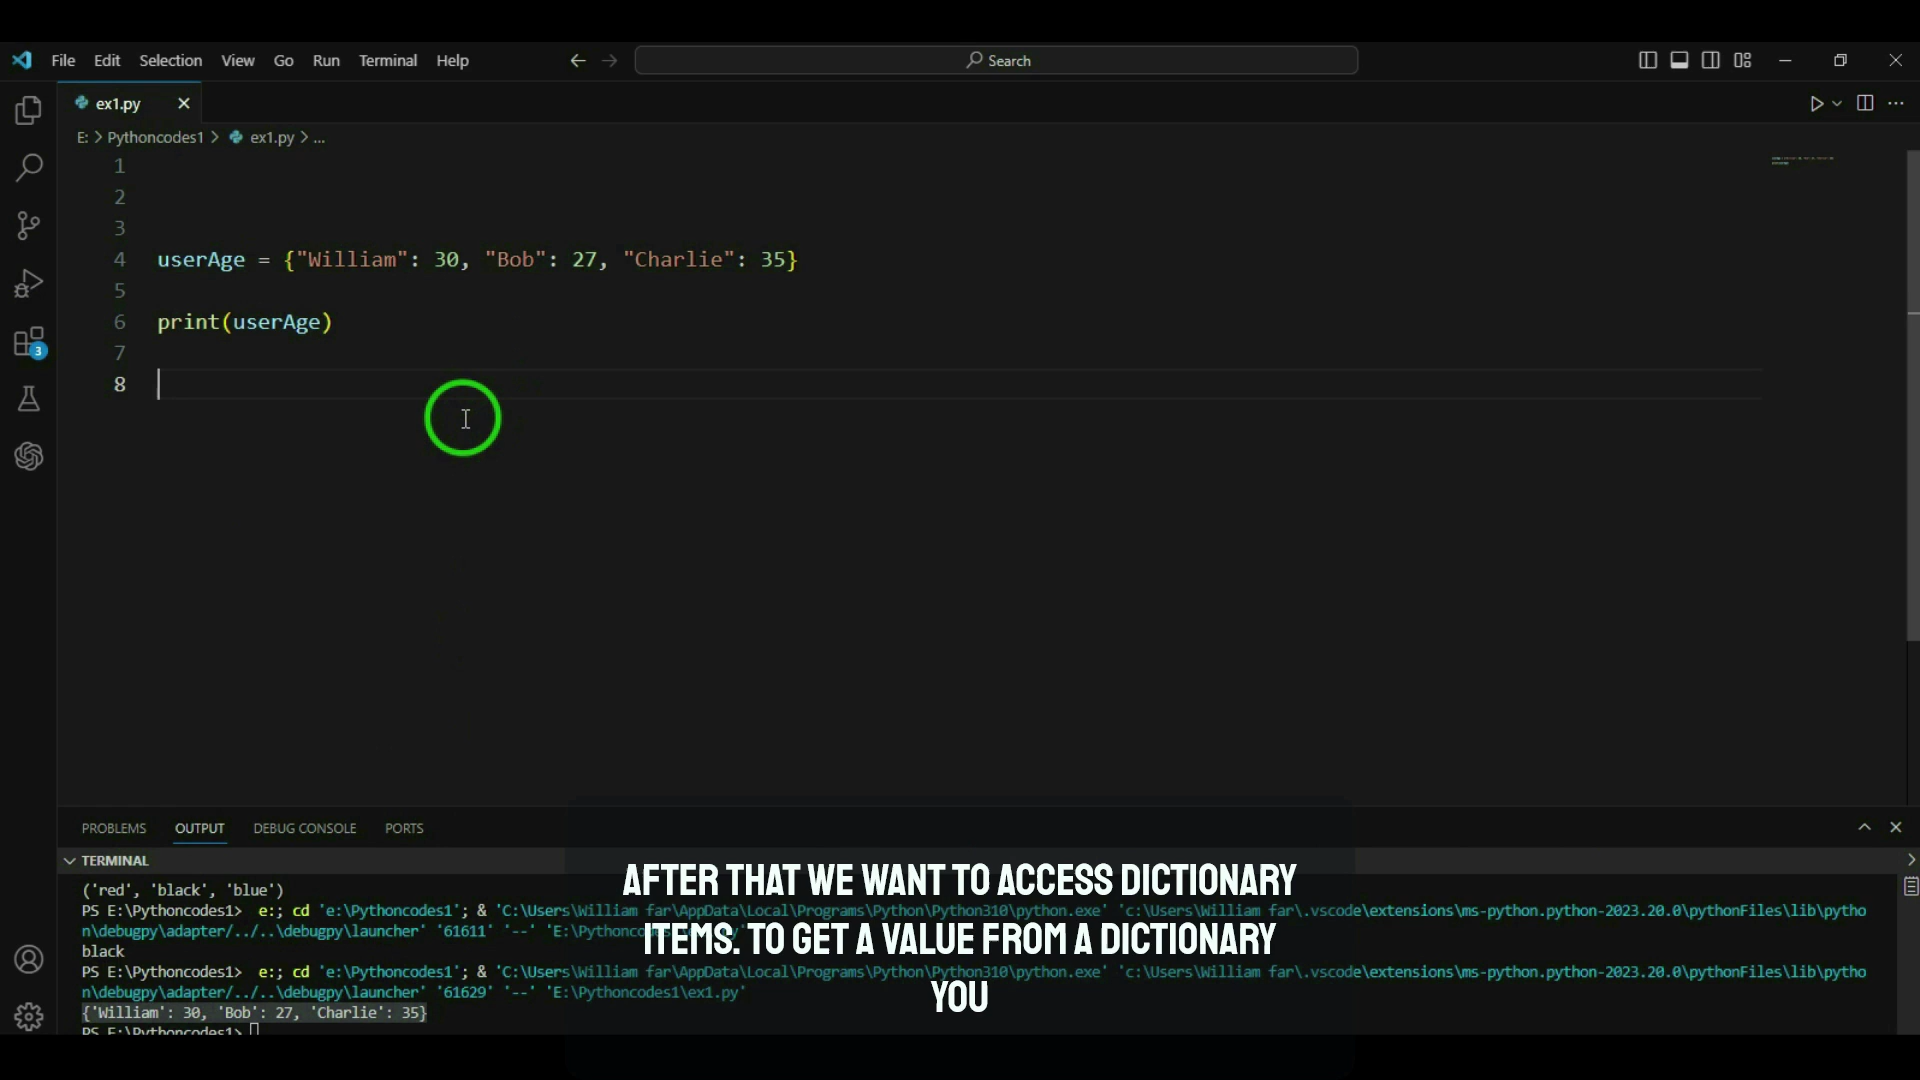 File Edit Selection View Go Run Terminal Help
Search
ex1.py
E: > Pythoncodes1 > ex1.py > ...
1
2
3
4 userAge = {"William": 30, "Bob": 27, "Charlie": 35}
5
6 print(userAge)
7
8
3
PROBLEMS OUTPUT DEBUG CONSOLE PORTS
TERMINAL
('red', 'black', 'blue')
PS E:\Pythoncodes1> e:; cd 'e:\Pythoncodes1'; & 'C:\Users\William far\AppData\Local\Programs\Python\Python310\python.exe' 'c:\Users\William far\.vscode\extensions\ms-python.python-2023.20.0\pythonFiles\lib\pytho
n\debugpy\adapter/../..\debugpy\launcher' '61611' '--' 'E:\Pythoncodes1
black
PS E:\Pythoncodes1> e:; cd 'e:\Pythoncodes1'; & 'C:\Users\William far\AppData\Local\Programs\Python\Python310\python.exe' 'c:\Users\William far\.vscode\extensions\ms-python.python-2023.20.0\pythonFiles\lib\pytho
n\debugpy\adapter/../..\debugpy\launcher' '61629' '--' 'E:\Pythoncodes1\ex1.py'
{'William': 30, 'Bob': 27, 'Charlie': 35}
PS E:\Pythoncodes1>
AFTER THAT WE WANT TO ACCESS DICTIONARY
ITEMS. TO GET A VALUE FROM A DICTIONARY
YOU